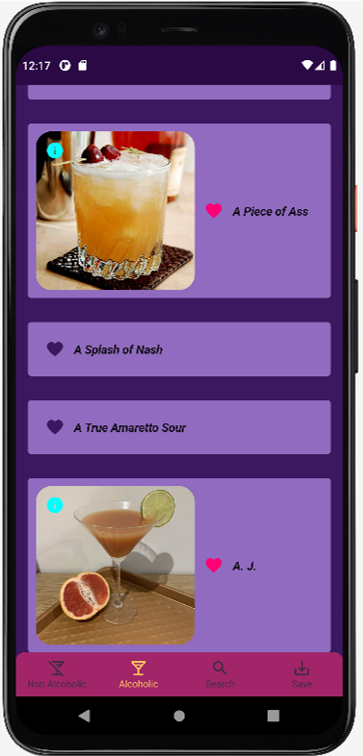 12:17
A Piece of Ass
A Splash of Nash
A True Amaretto Sour
A. J.
Non Alcoholic
Alcoholic
Search
Save